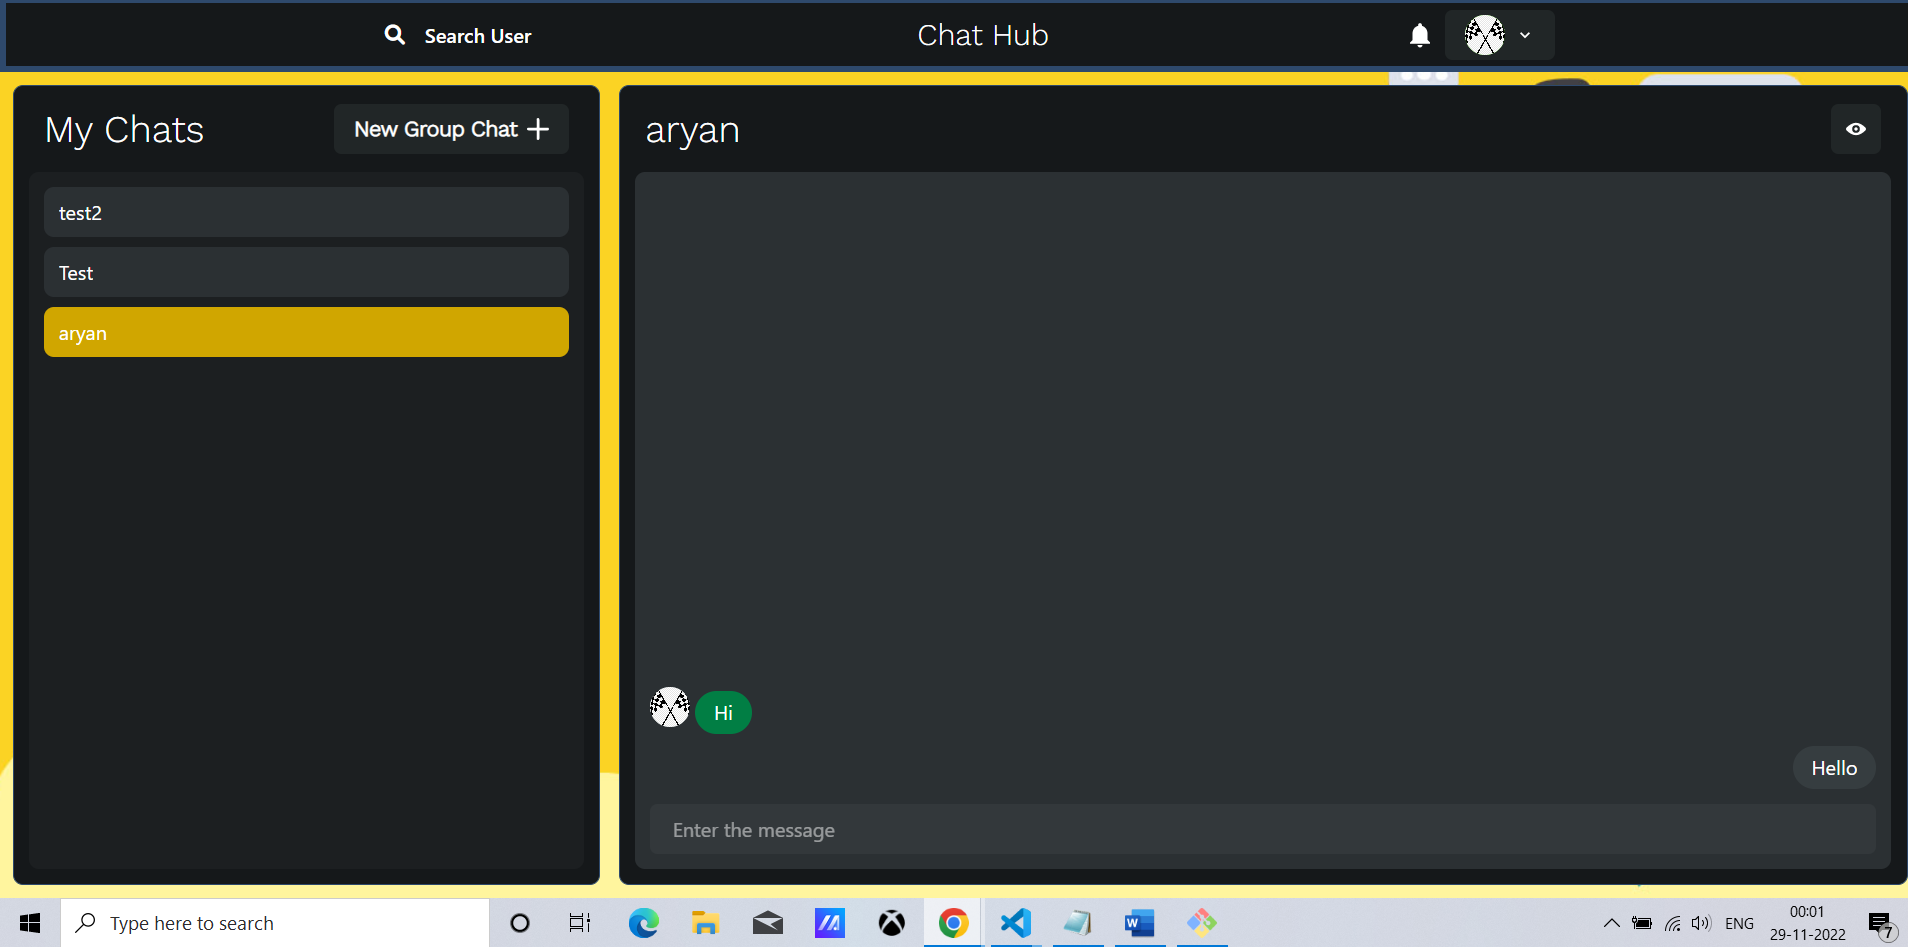 Search User
Chat Hub
My Chats
New Group Chat
test2
Test
aryan
aryan
Hi
Hello
Enter the message
Type here to search
ENG
00:01
29-11-2022
7